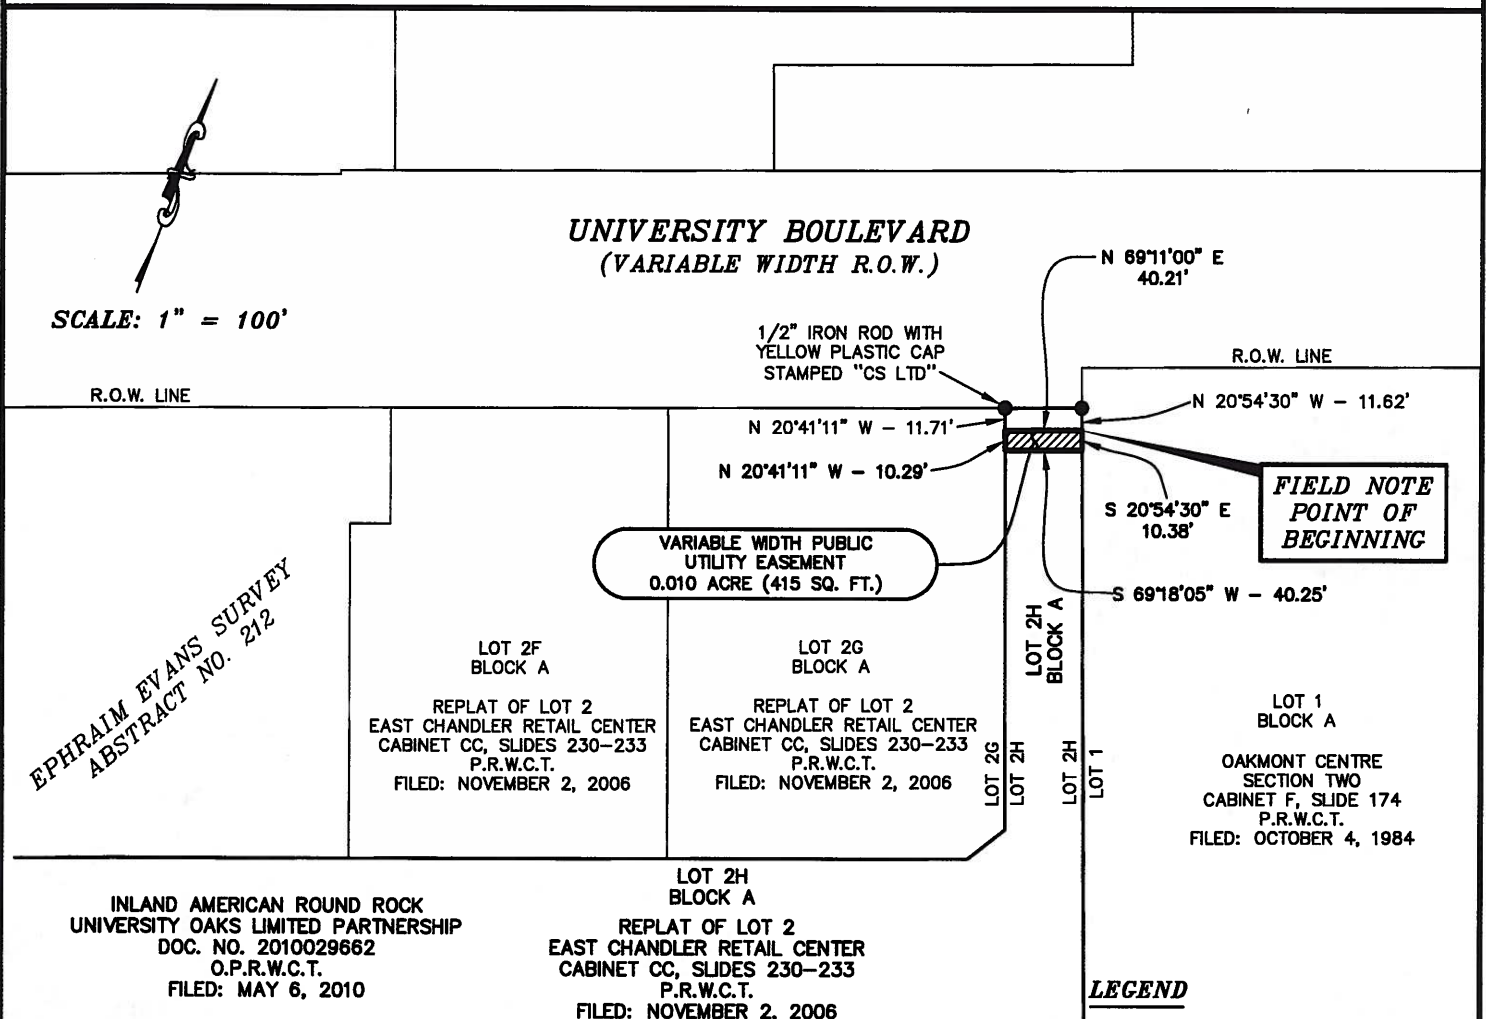 UNIVERSITY BOULEVARD
(VARIABLE WIDTH R.O.W.)
N 69°11'00" E
40.21'
SCALE: 1" = 100'
1/2" IRON ROD WITH
YELLOW PLASTIC CAP
STAMPED "CS LTD"
R.O.W. LINE
R.O.W. LINE
N 20°54'30" W - 11.62'
N 20°41'11" W - 11.71'
N 20°41'11" W - 10.29'
FIELD NOTE
POINT OF
BEGINNING
S 20°54'30" E
10.38'
VARIABLE WIDTH PUBLIC
UTILITY EASEMENT
0.010 ACRE (415 SQ. FT.)
S 69°18'05" W - 40.25'
EPHRAIM EVANS SURVEY
ABSTRACT NO. 212
LOT 2F
BLOCK A
REPLAT OF LOT 2
EAST CHANDLER RETAIL CENTER
CABINET CC, SLIDES 230-233
P.R.W.C.T.
FILED: NOVEMBER 2, 2006
LOT 2G
BLOCK A
REPLAT OF LOT 2
EAST CHANDLER RETAIL CENTER
CABINET CC, SLIDES 230-233
P.R.W.C.T.
FILED: NOVEMBER 2, 2006
LOT 2H
BLOCK A
LOT 2G
LOT 2H
LOT 2H
LOT 1
LOT 1
BLOCK A
OAKMONT CENTRE
SECTION TWO
CABINET F, SLIDE 174
P.R.W.C.T.
FILED: OCTOBER 4, 1984
INLAND AMERICAN ROUND ROCK
UNIVERSITY OAKS LIMITED PARTNERSHIP
DOC. NO. 2010029662
O.P.R.W.C.T.
FILED: MAY 6, 2010
LOT 2H
BLOCK A
REPLAT OF LOT 2
EAST CHANDLER RETAIL CENTER
CABINET CC, SLIDES 230-233
P.R.W.C.T.
FILED: NOVEMBER 2, 2006
LEGEND